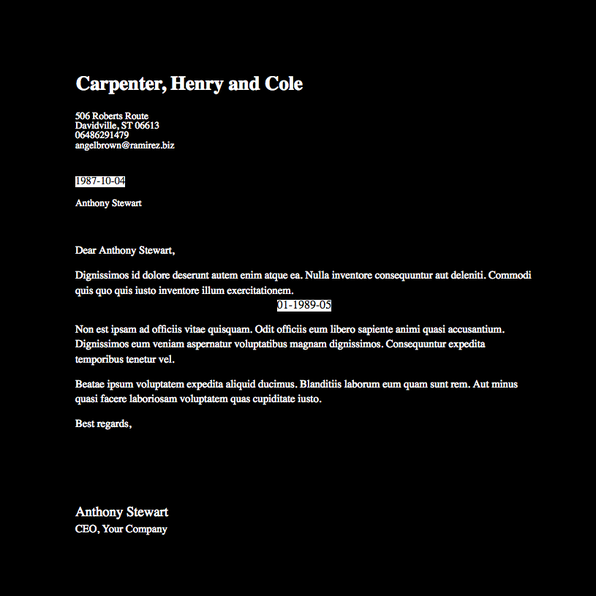 Carpenter, Henry and Cole
506 Roberts Route
Davidville, ST 06613
06486291479
angelbrown@ramirez.biz
1987-10-04
Anthony Stewart
Dear Anthony Stewart,
Dignissimos id dolore deserunt autem enim atque ea. Nulla inventore consequuntur aut deleniti. Commodi
quis quo quis iusto inventore illum exercitationem.
01-1989-05
Non est ipsam ad officiis vitae quisquam. Odit officiis eum libero sapiente animi quasi accusantium.
Dignissimos eum veniam aspernatur voluptatibus magnam dignissimos. Consequuntur expedita
temporibus tenetur vel.
Beatae ipsum voluptatem expedita aliquid ducimus. Blanditiis laborum eum quam sunt rem. Aut minus
quasi facere laboriosam voluptatem quas cupiditate iusto.
Best regards,
Anthony Stewart
CEO, Your Company